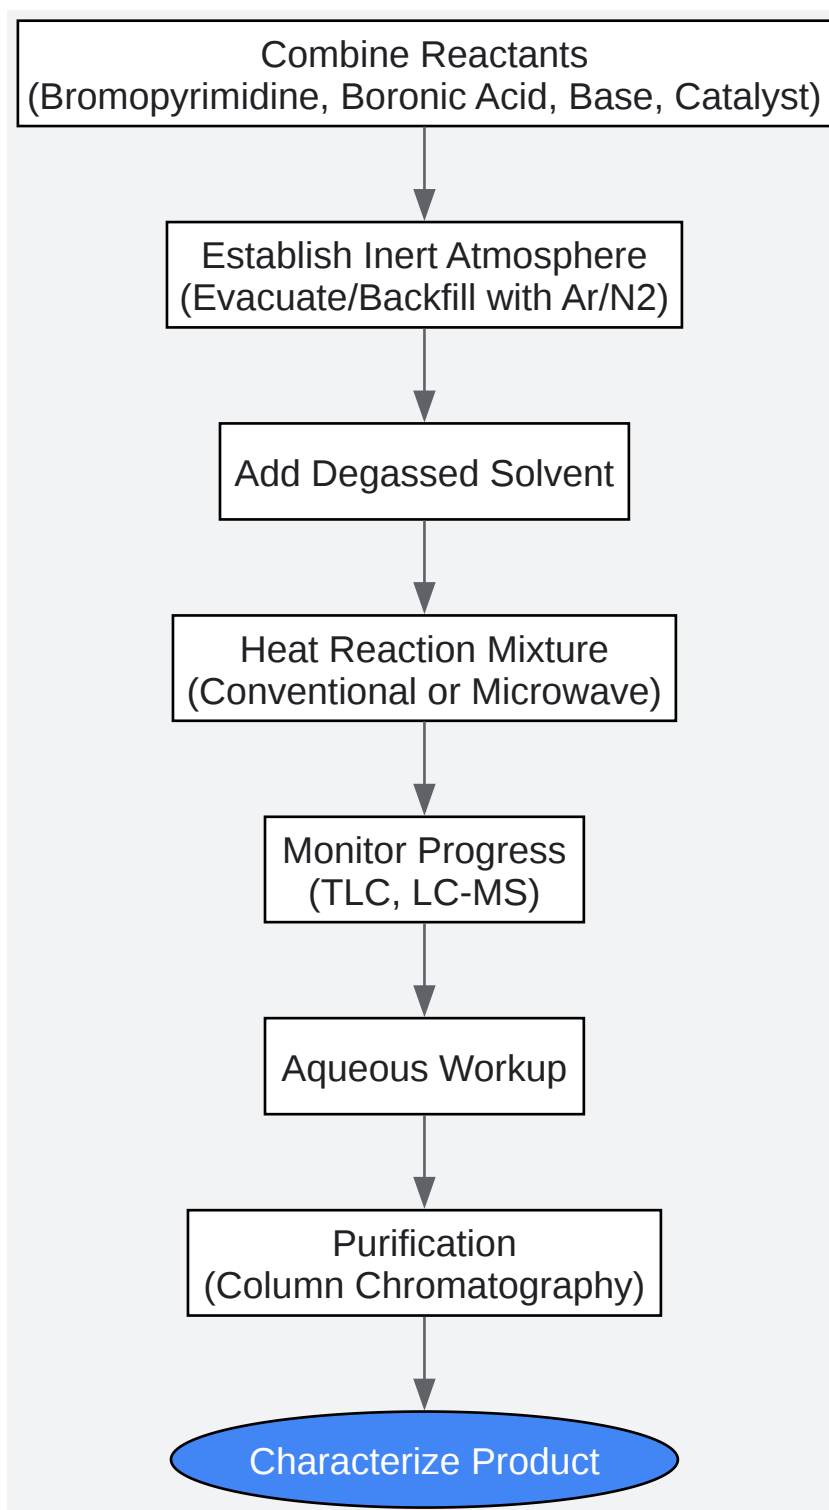 Combine Reactants
(Bromopyrimidine, Boronic Acid, Base, Catalyst)
Establish Inert Atmosphere
(Evacuate/Backfill with Ar/N2)
Add Degassed Solvent
Heat Reaction Mixture
(Conventional or Microwave)
Monitor Progress
(TLC, LC-MS)
Aqueous Workup
Purification
(Column Chromatography)
Characterize Product